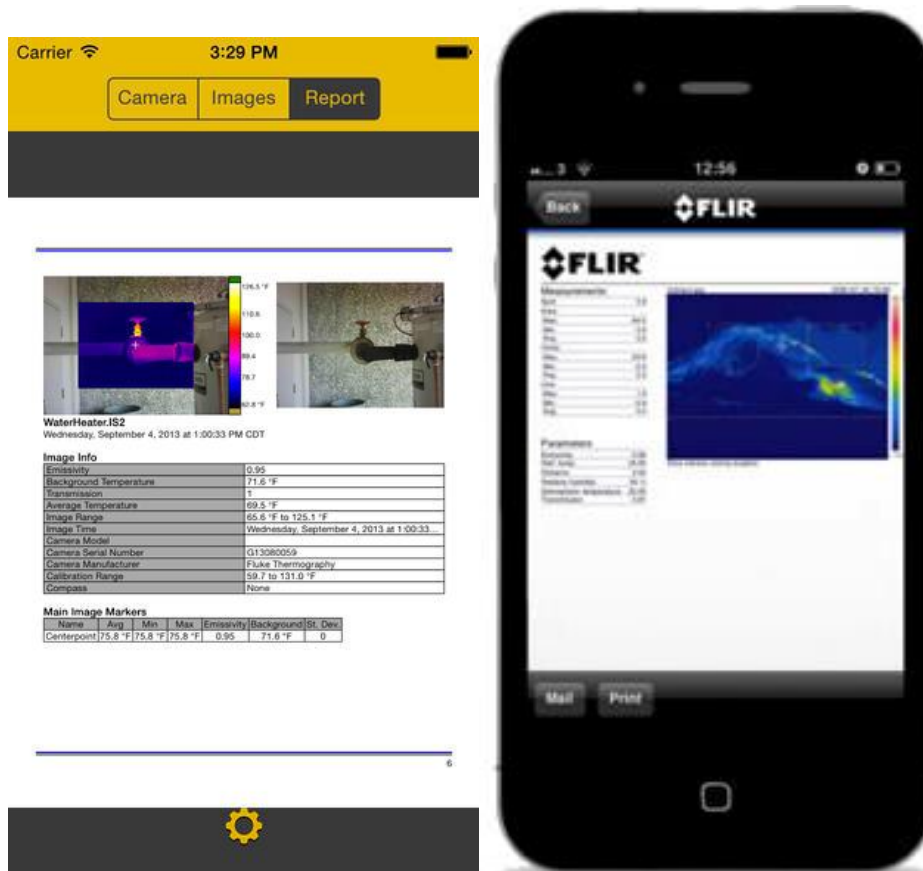 Carrier 3:29 PM
Camera Images Report
126.5 °F
110.6
100.0
89.4
78.7
62.8 °F
WaterHeater.IS2
Wednesday, September 4, 2013 at 1:00:33 PM CDT
Image Info
Emissivity 0.95
Background Temperature 71.6 °F
Transmission 1
Average Temperature 69.5 °F
Image Range 65.6 °F to 125.1 °F
Image Time Wednesday, September 4, 2013 at 1:00:33...
Camera Model
Camera Serial Number G13080059
Camera Manufacturer Fluke Thermography
Calibration Range 59.7 to 131.0 °F
Compass None
Main Image Markers
Name Avg Min Max Emissivity Background St. Dev.
Centerpoint 75.8 °F 75.8 °F 75.8 °F 0.95 71.6 °F 0
6
3 12:56
Back FLIR
FLIR
Measurements
Parameters
Mail Print